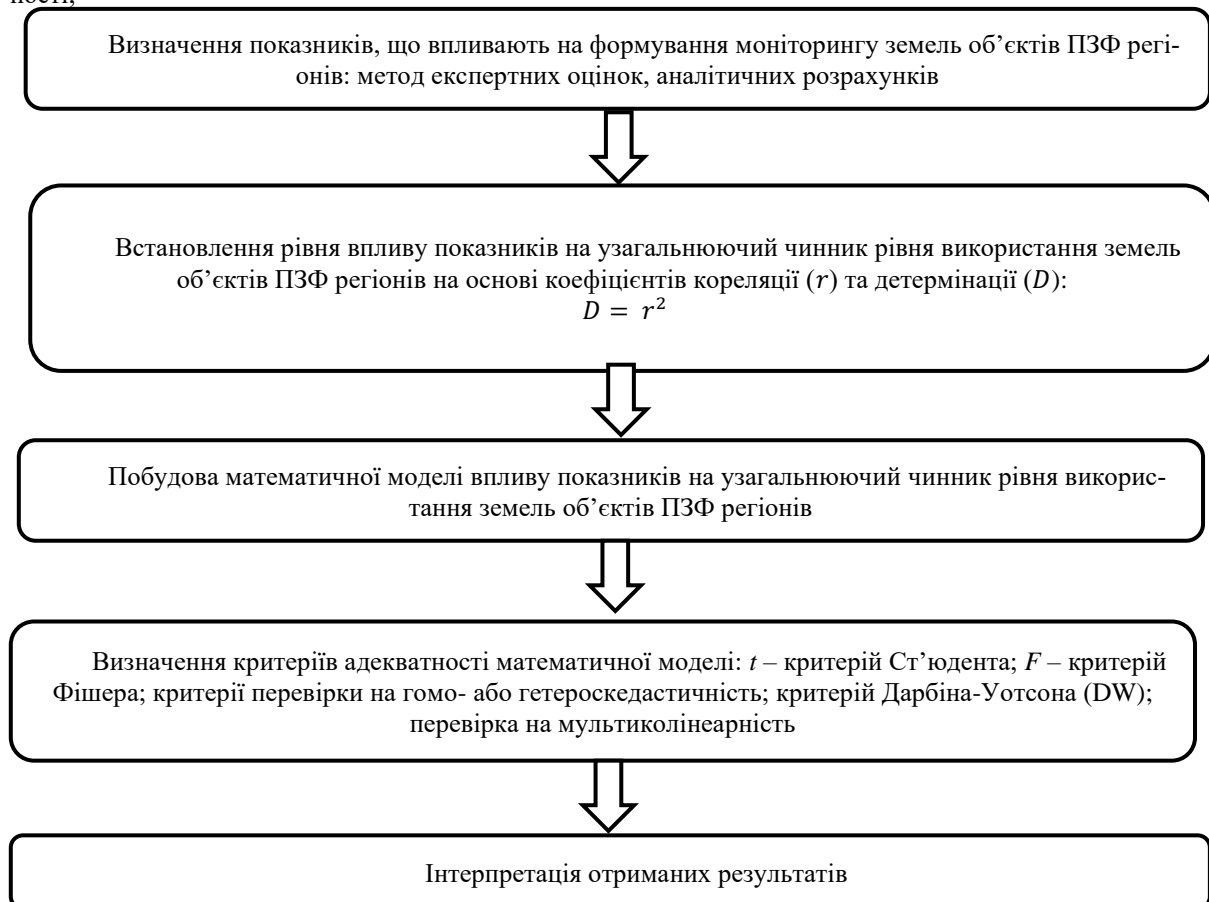 ності;
Визначення показників, що впливають на формування моніторингу земель об’єктів ПЗФ регі-
онів: метод експертних оцінок, аналітичних розрахунків
Встановлення рівня впливу показників на узагальнюючий чинник рівня використання земель
об’єктів ПЗФ регіонів на основі коефіцієнтів кореляції (r) та детермінації (D):
D = r²
Побудова математичної моделі впливу показників на узагальнюючий чинник рівня викорис-
тання земель об’єктів ПЗФ регіонів
Визначення критеріїв адекватності математичної моделі: t – критерій Ст’юдента; F – критерій
Фішера; критерії перевірки на гомо- або гетероскедастичність; критерій Дарбіна-Уотсона (DW);
перевірка на мультиколінеарність
Інтерпретація отриманих результатів